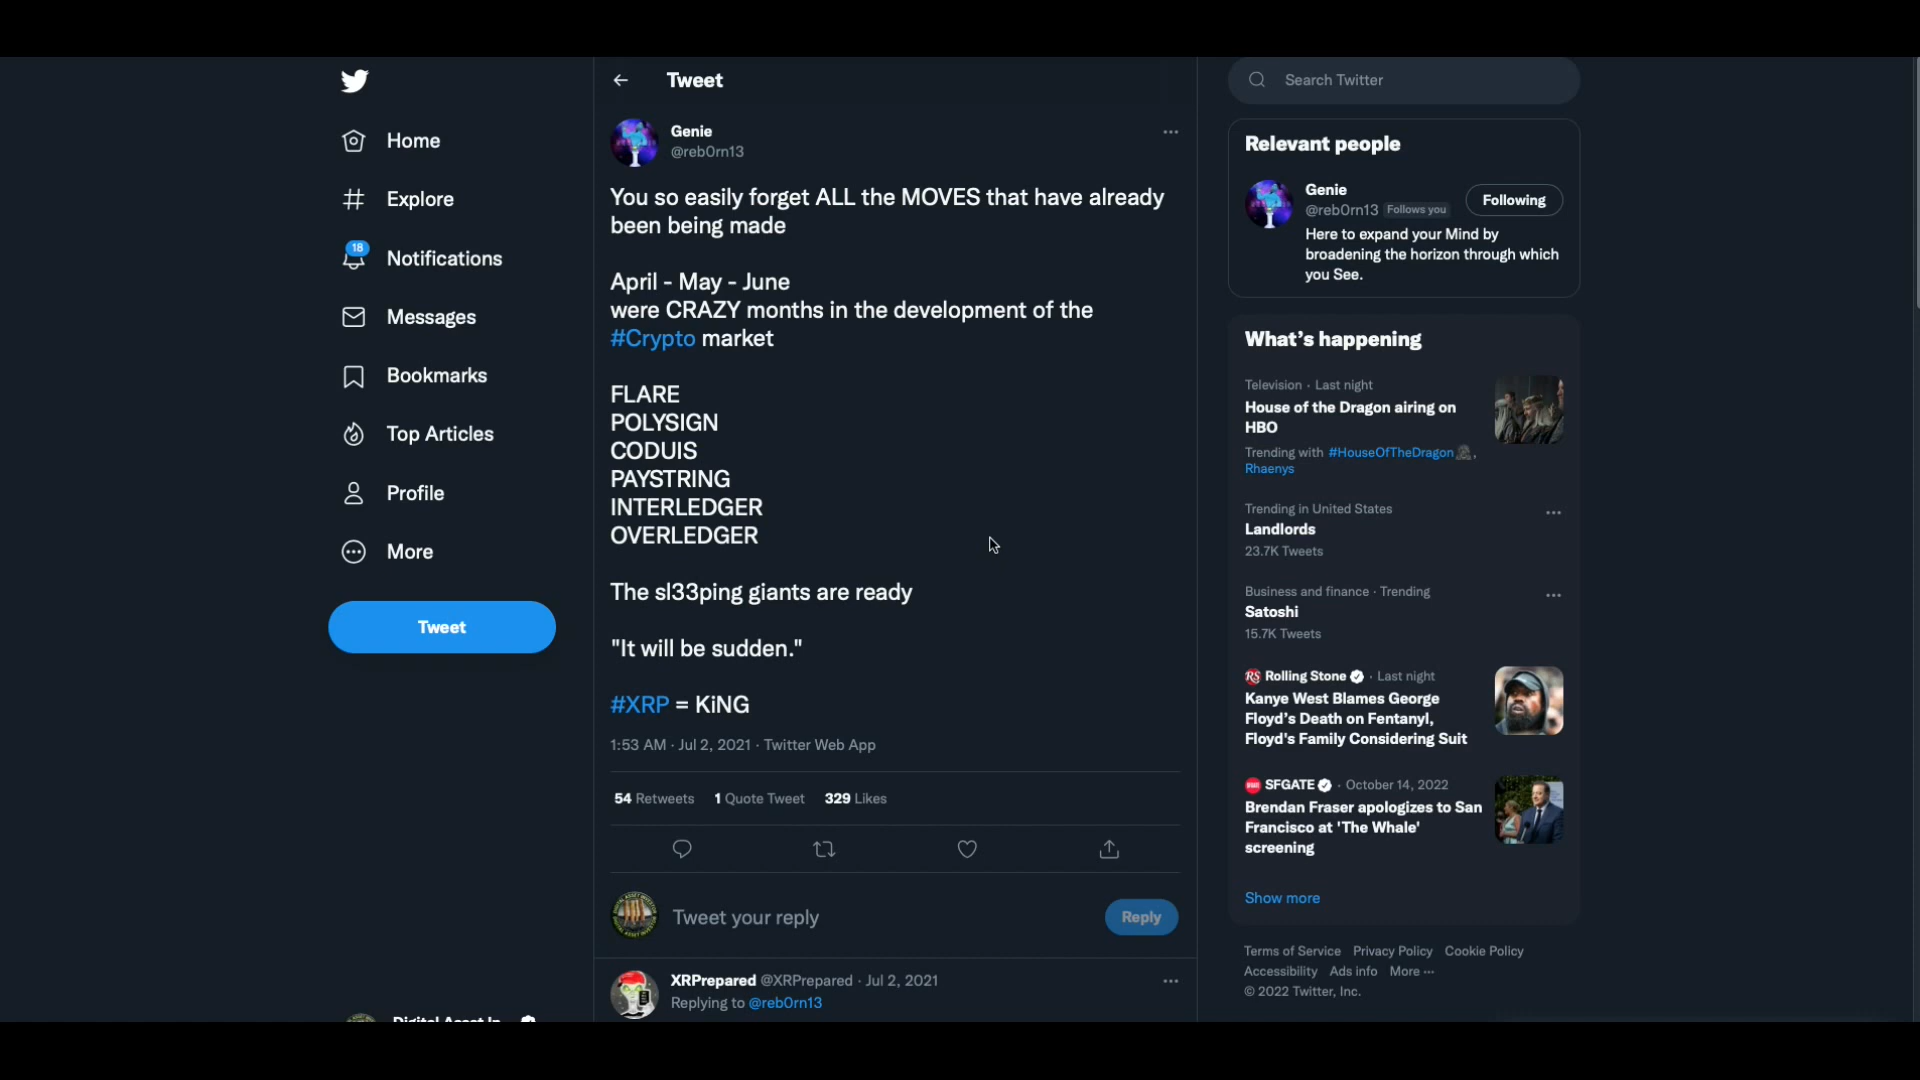 Home
Explore
18
Notifications
Messages
Bookmarks
Top Articles
Profile
More
Tweet
Tweet
Genie
@reb0rn13
You so easily forget ALL the MOVES that have already
been being made
April - May - June
were CRAZY months in the development of the
#Crypto market
FLARE
POLYSIGN
CODUIS
PAYSTRING
INTERLEDGER
OVERLEDGER
The sl33ping giants are ready
"It will be sudden."
#XRP = KiNG
1:53 AM · Jul 2, 2021 · Twitter Web App
54 Retweets 1 Quote Tweet 329 Likes
Tweet your reply
Reply
XRPrepared @XRPrepared · Jul 2, 2021
Replying to @reb0rn13
Search Twitter
Relevant people
Genie
@reb0rn13 Follows you
Following
Here to expand your Mind by
broadening the horizon through which
you See.
What's happening
Television · Last night
House of the Dragon airing on
HBO
Trending with #HouseOfTheDragon,
Rhaenys
Trending in United States
Landlords
23.7K Tweets
Business and finance · Trending
Satoshi
15.7K Tweets
Rolling Stone · Last night
Kanye West Blames George
Floyd's Death on Fentanyl,
Floyd's Family Considering Suit
SFGATE · October 14, 2022
Brendan Fraser apologizes to San
Francisco at 'The Whale'
screening
Show more
Terms of Service Privacy Policy Cookie Policy
Accessibility Ads info More ...
© 2022 Twitter, Inc.